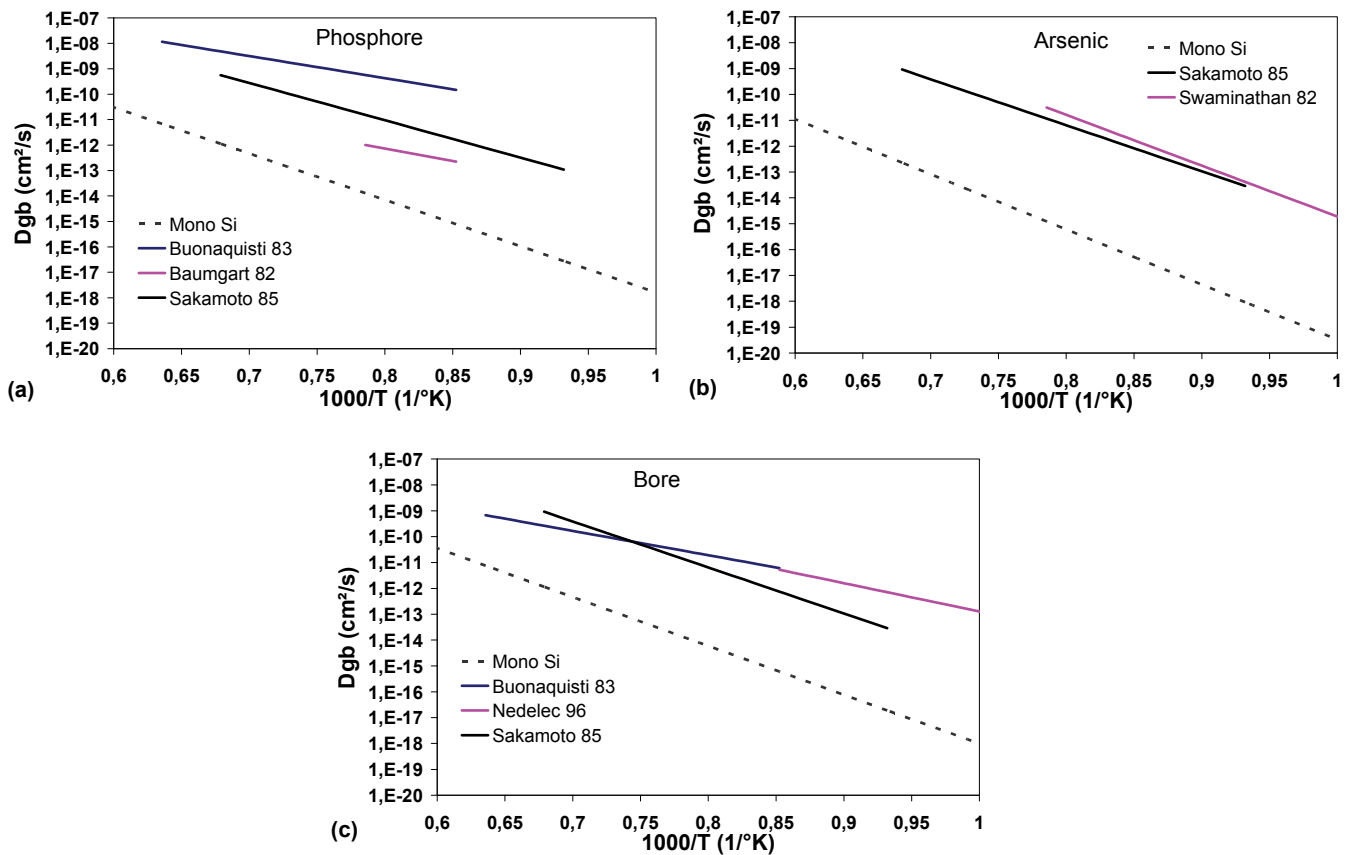 Phosphore
Dgb (cm²/s)
1,E-07
1,E-08
1,E-09
1,E-10
1,E-11
1,E-12
1,E-13
1,E-14
1,E-15
1,E-16
1,E-17
1,E-18
1,E-19
1,E-20
Mono Si
Buonaquisti 83
Baumgart 82
Sakamoto 85
0,6 0,65 0,7 0,75 0,8 0,85 0,9 0,95 1
1000/T (1/°K)
(a)
Arsenic
Dgb (cm²/s)
1,E-07
1,E-08
1,E-09
1,E-10
1,E-11
1,E-12
1,E-13
1,E-14
1,E-15
1,E-16
1,E-17
1,E-18
1,E-19
1,E-20
Mono Si
Sakamoto 85
Swaminathan 82
0,6 0,65 0,7 0,75 0,8 0,85 0,9 0,95 1
1000/T (1/°K)
(b)
Bore
Dgb (cm²/s)
1,E-07
1,E-08
1,E-09
1,E-10
1,E-11
1,E-12
1,E-13
1,E-14
1,E-15
1,E-16
1,E-17
1,E-18
1,E-19
1,E-20
Mono Si
Buonaquisti 83
Nedelec 96
Sakamoto 85
0,6 0,65 0,7 0,75 0,8 0,85 0,9 0,95 1
1000/T (1/°K)
(c)